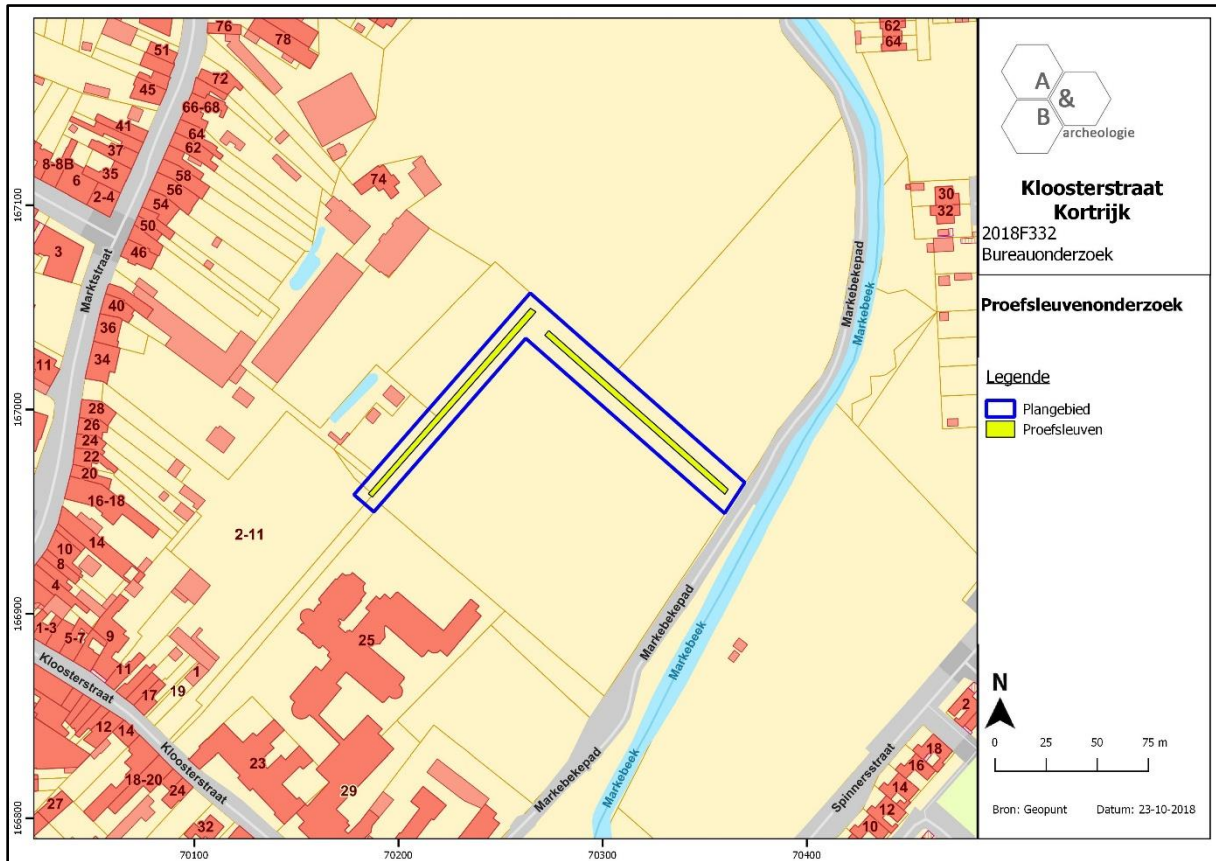 76
78
62
64
51
45
72
66-68
64
62
41
37
35
8-8B
6
2-4
58
56
54
50
46
74
30
32
3
Marktstraat
Markebekepad
Markebeek
40
36
34
11
28
26
24
22
20
16-18
14
10
8
4
2-11
1-3
5-7
9
11
17
19
1
25
Kloosterstraat
12
14
Kloosterstraat
18-20
24
23
29
27
32
Markebekepad
Markebeek
Markebekepad
Markebeek
Spinnersstraat
2
18
16
14
12
10
167100
167000
166900
166800
70100
70200
70300
70400
A
&
B
archeologie
Kloosterstraat
Kortrijk
2018F332
Bureauonderzoek
Proefsleuvenonderzoek
Legende
Plangebied
Proefsleuven
N
0 25 50 75 m
Bron: Geopunt Datum: 23-10-2018